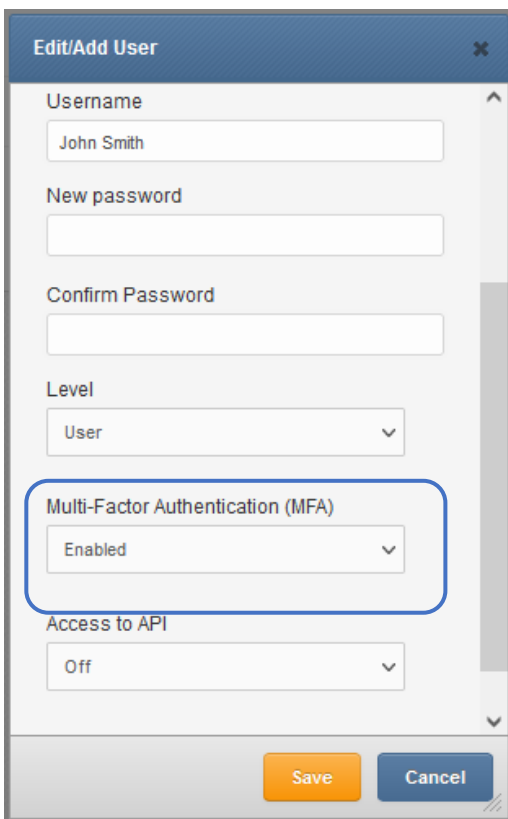 Edit/Add User
Username
John Smith
New password
Confirm Password
Level
User
Multi-Factor Authentication (MFA)
Enabled
Access to API
Off
Save Cancel